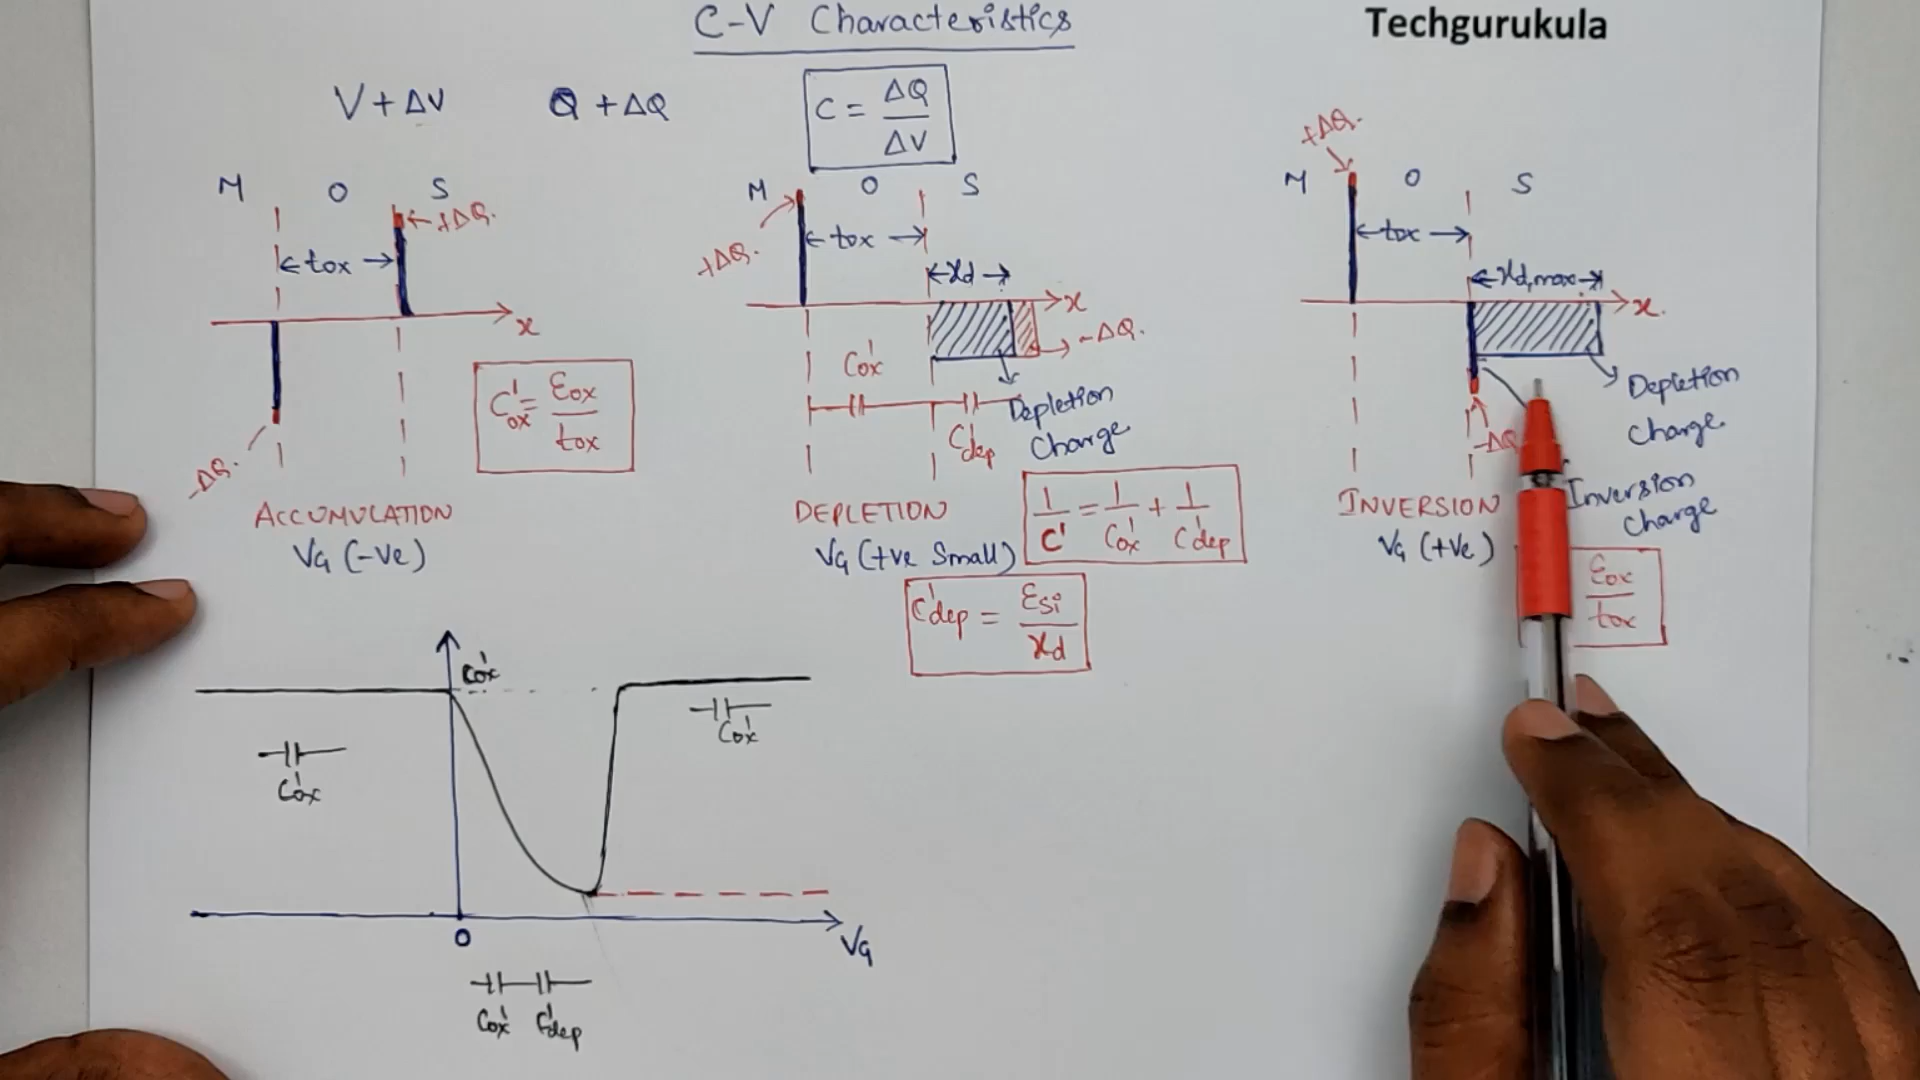 C-V Characteristics
Techgurukula
V+ΔV
Q+ΔQ
C = ΔQ/ΔV
M O S
+ΔQ.
←tox→
x
-ΔQ.
C'ox = εox/tox
ACCUMULATION
VG (-ve)
M O S
+ΔQ.
←tox→
←xd→
x
-ΔQ.
C'ox
C'dep
Depletion
Charge
DEPLETION
VG (+ve Small)
1/C' = 1/C'ox + 1/C'dep
C'dep = εsi/xd
+ΔQ.
M O S
←tox→
←xd,max→
x.
Depletion
Charge
-ΔQ
Inversion
Charge
INVERSION
VG (+ve)
εox/tox
C'ox
C'ox
C'ox
0
VG
C'ox C'dep